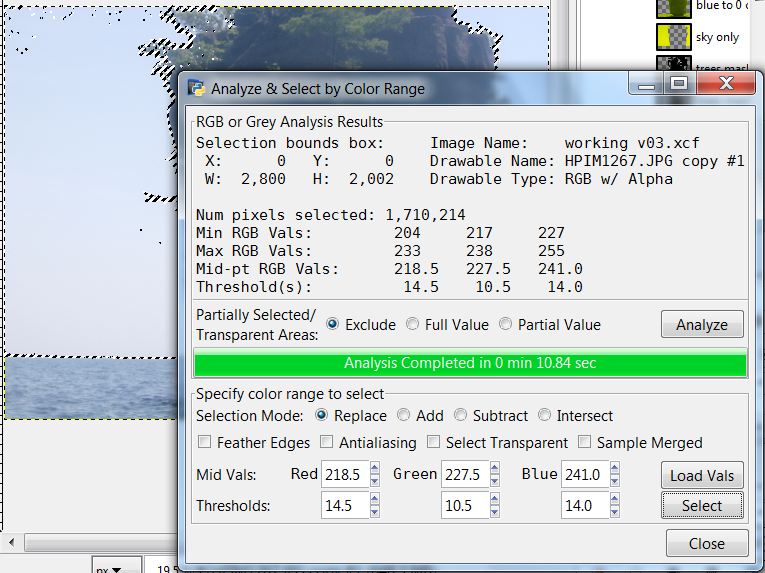 blue to 0
sky only
Analyze & Select by Color Range
RGB or Grey Analysis Results
Selection bounds box: Image Name: working v03.xcf
X: 0 Y: 0 Drawable Name: HPIM1267.JPG copy #1
W: 2,800 H: 2,002 Drawable Type: RGB w/ Alpha
Num pixels selected: 1,710,214
Min RGB Vals: 204 217 227
Max RGB Vals: 233 238 255
Mid-pt RGB Vals: 218.5 227.5 241.0
Threshold(s): 14.5 10.5 14.0
Partially Selected/
Transparent Areas: Exclude Full Value Partial Value Analyze
Analysis Completed in 0 min 10.84 sec
Specify color range to select
Selection Mode: Replace Add Subtract Intersect
Feather Edges Antialiasing Select Transparent Sample Merged
Mid Vals: Red 218.5 Green 227.5 Blue 241.0 Load Vals
Thresholds: 14.5 10.5 14.0 Select
Close
px 19.5